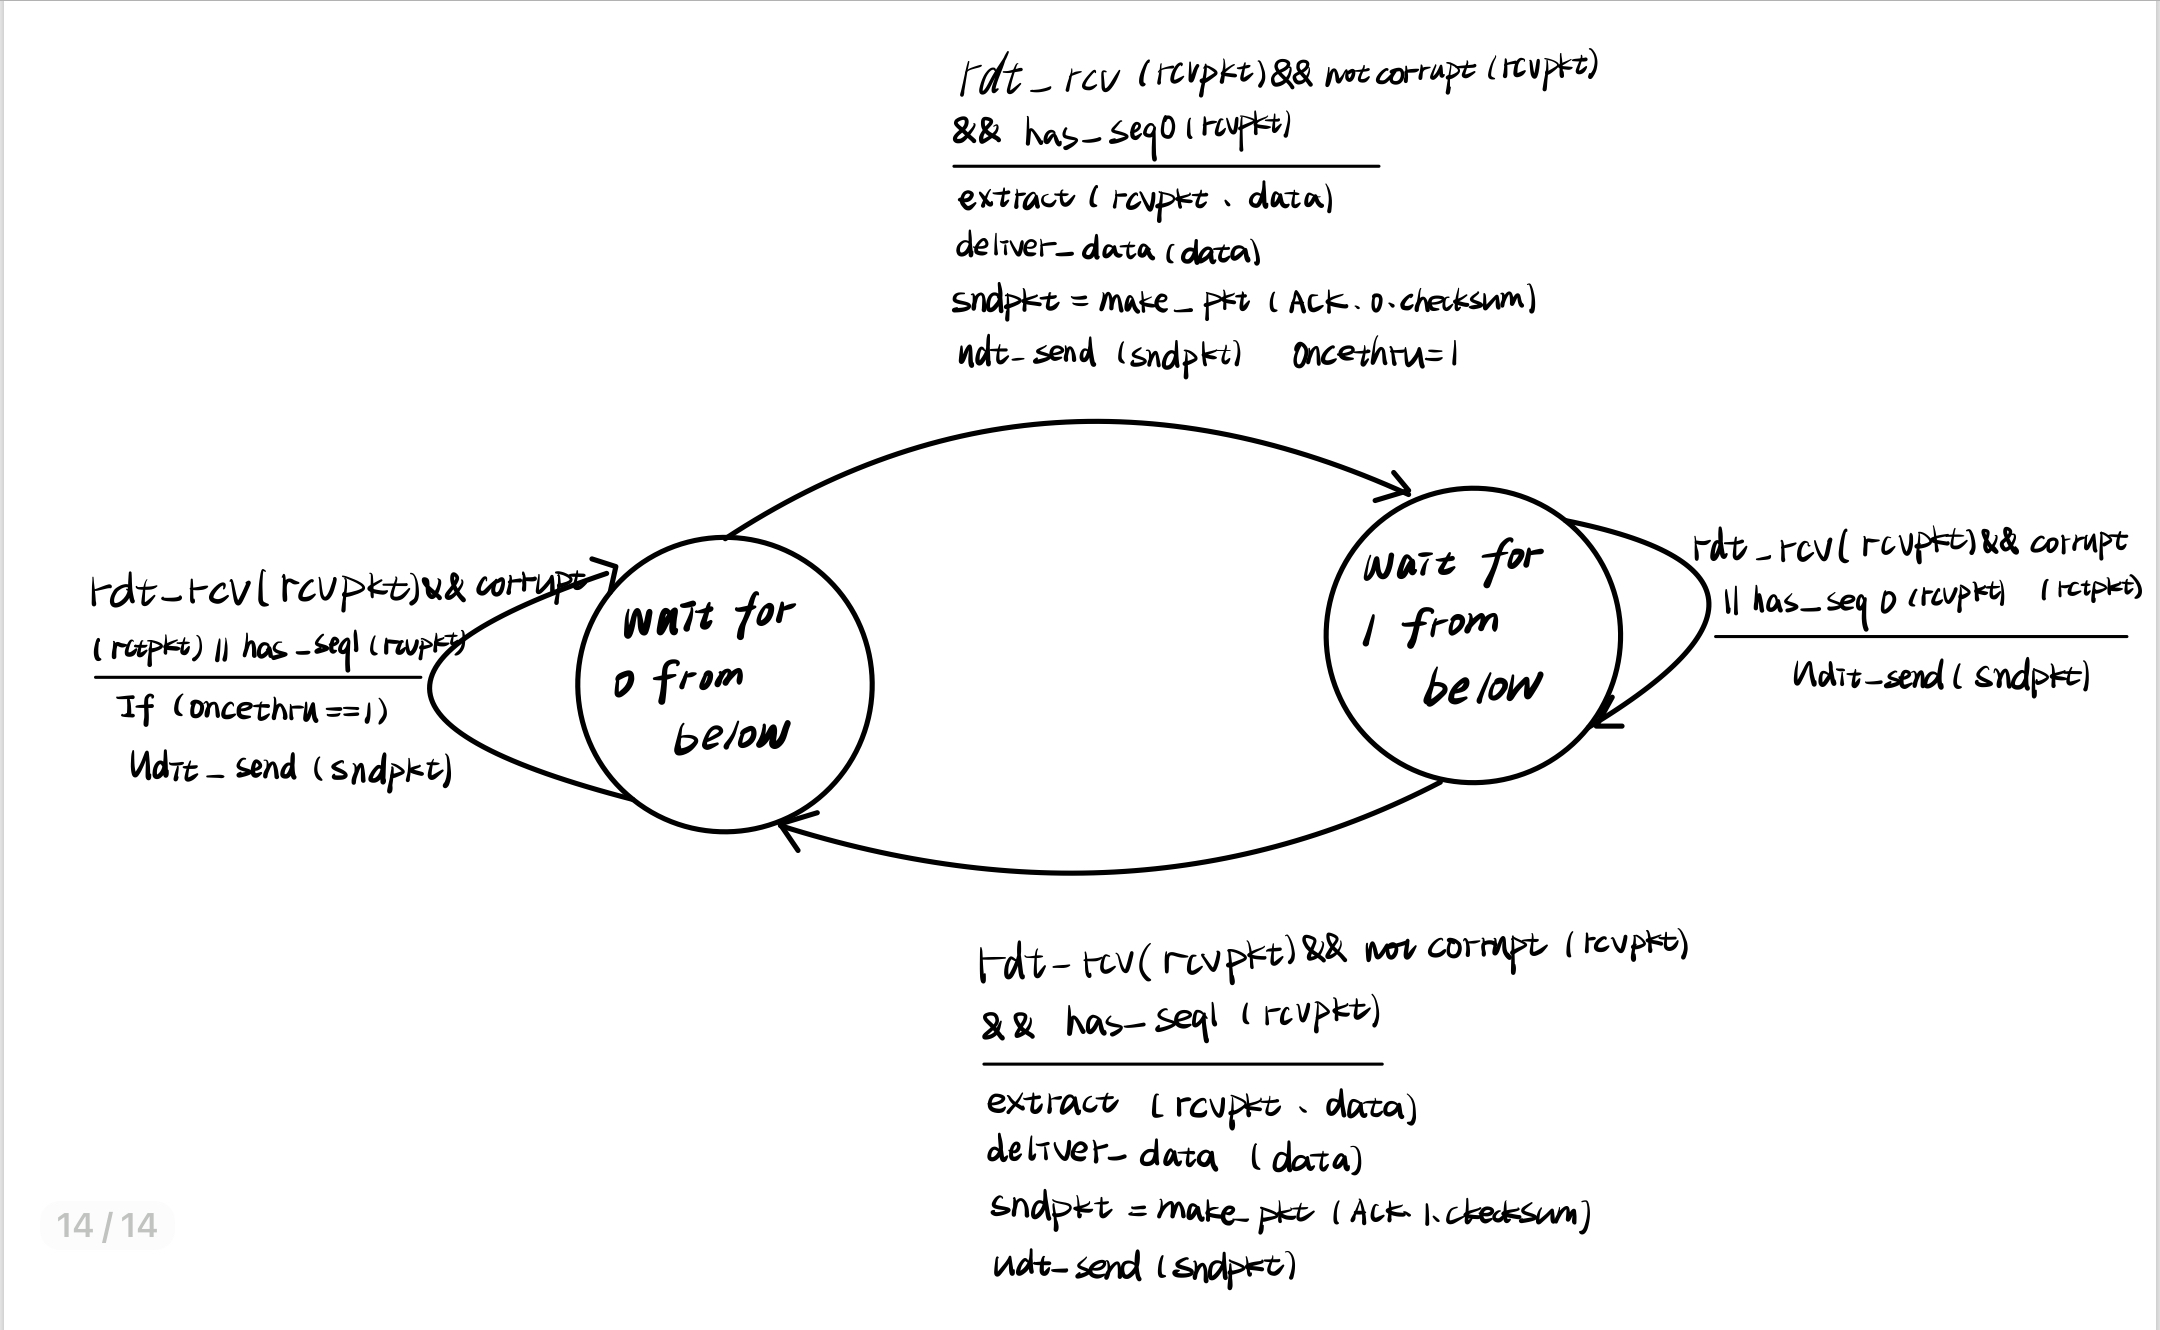 rdt_rcv (rcvpkt) && not corrupt (rcvpkt)
&& has_seq0 (rcvpkt)
extract (rcvpkt、data)
deliver_data (data)
sndpkt = make_pkt (Ack.0.checksum)
udt_send (sndpkt) Oncethru=1
rdt_rcv( rcvpkt) && corrupt
(rctpkt) || has_seq1 (rcvpkt)
If (oncethru ==1)
Udit_send (sndpkt)
wait for
0 from
below
wait for
1 from
below
rdt_rcv( rcvpkt) && corrupt
|| has_seq 0 (rcvpkt) (rctpkt)
Udit_send ( sndpkt)
rdt_rcv( rcvpkt) && not corrupt (rcvpkt)
&& has_seq1 (rcvpkt)
extract (rcvpkt、data)
deliver_data (data)
sndpkt = make_pkt (Ack.1.checksum)
udt_send (sndpkt)
14 / 14